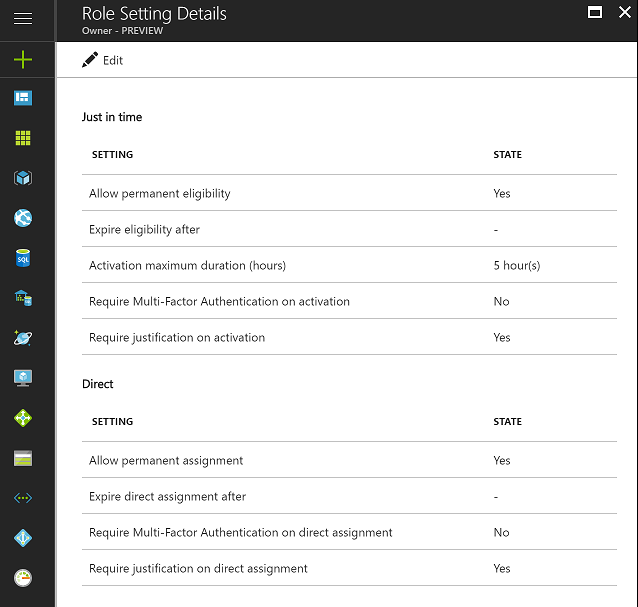 Role Setting Details
Owner - PREVIEW
Edit
Just in time
SETTING STATE
Allow permanent eligibility Yes
Expire eligibility after -
Activation maximum duration (hours) 5 hour(s)
Require Multi-Factor Authentication on activation No
Require justification on activation Yes
Direct
SETTING STATE
Allow permanent assignment Yes
Expire direct assignment after -
Require Multi-Factor Authentication on direct assignment No
Require justification on direct assignment Yes
SQL